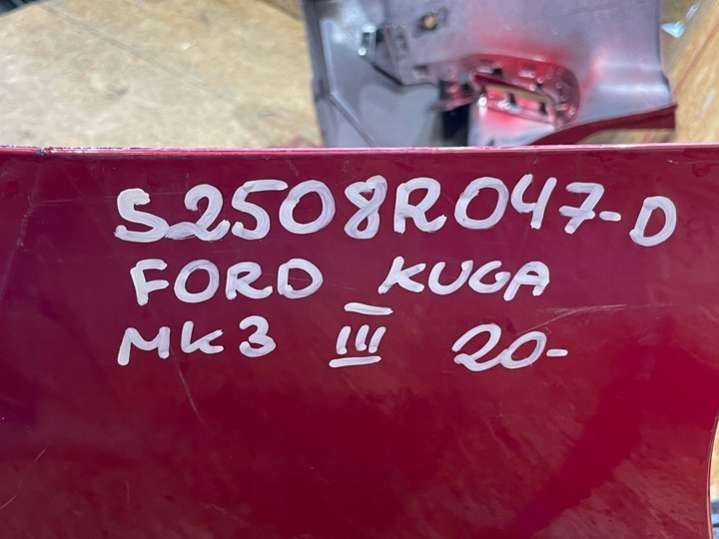 S2508R047-D
FORD KUGA
MK3 III 20-